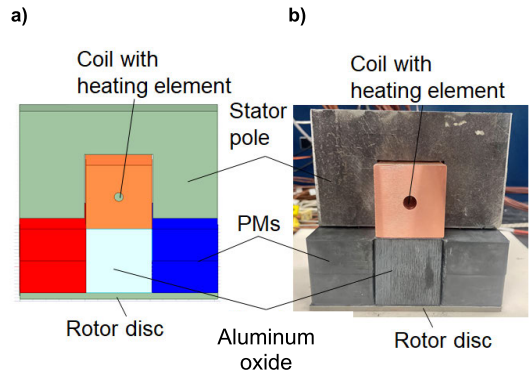 a)
b)
Coil with
heating element
Coil with
heating element
Stator
pole
PMs
Rotor disc
Rotor disc
Aluminum
oxide